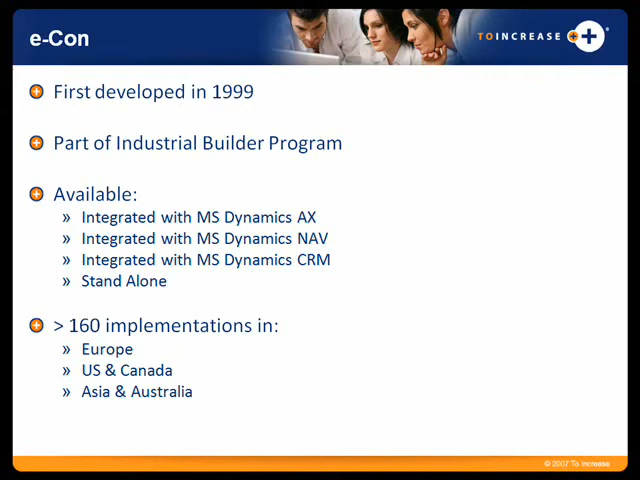 e-Con
TOINCREASE
First developed in 1999
Part of Industrial Builder Program
Available:
» Integrated with MS Dynamics AX
» Integrated with MS Dynamics NAV
» Integrated with MS Dynamics CRM
» Stand Alone
> 160 implementations in:
» Europe
» US & Canada
» Asia & Australia
© 2007 To Increase